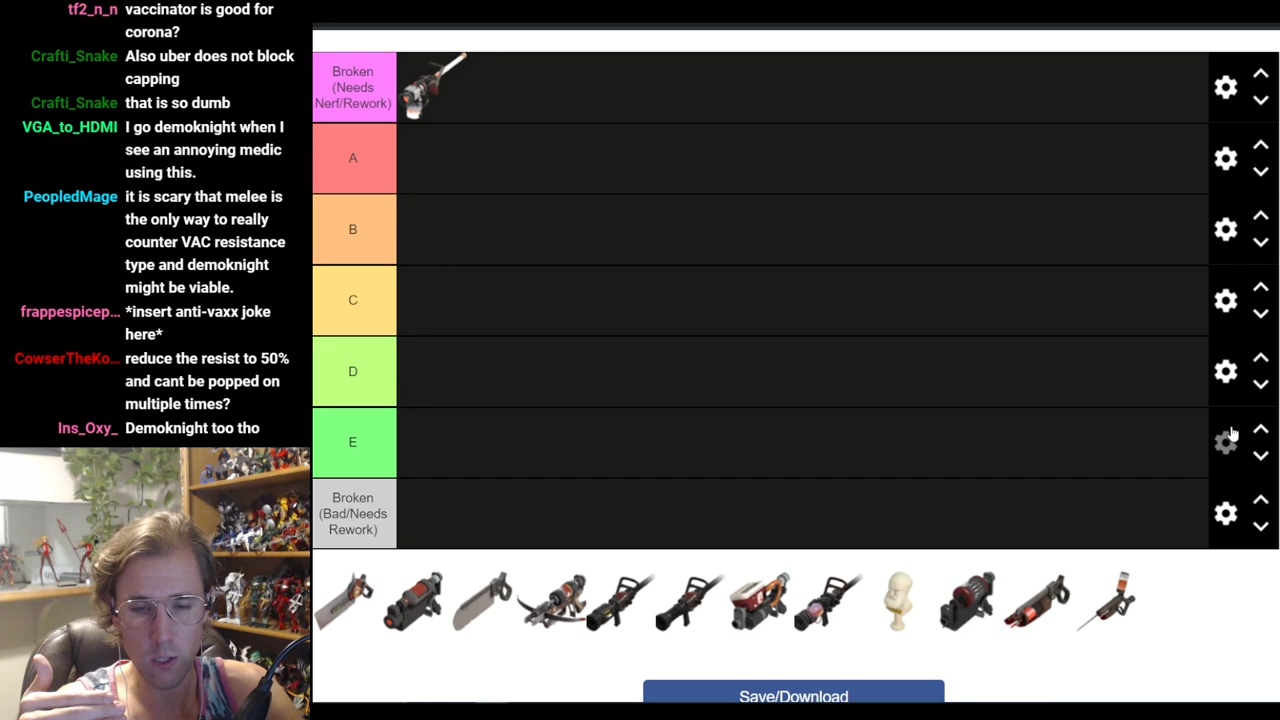 tf2_n_n vaccinator is good for
corona?
Crafti_Snake Also uber does not block
capping
Crafti_Snake that is so dumb
VGA_to_HDMI I go demoknight when I
see an annoying medic
using this.
PeopledMage it is scary that melee is
the only way to really
counter VAC resistance
type and demoknight
might be viable.
frappespicep... *insert anti-vaxx joke
here*
CowserTheKo... reduce the resist to 50%
and cant be popped on
multiple times?
Ins_Oxy_ Demoknight too tho
Broken
(Needs
Nerf/Rework)
A
B
C
D
E
Broken
(Bad/Needs
Rework)
Save/Download